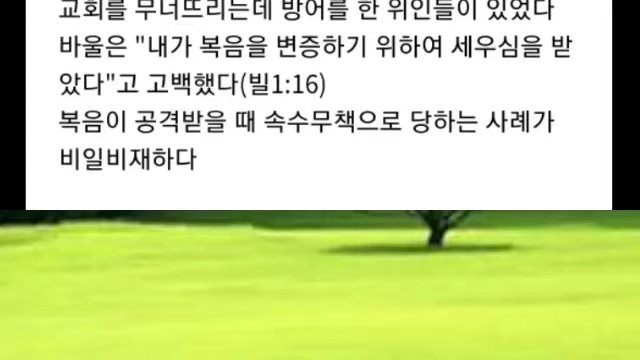 교회를 무너뜨리는데 방어를 한 위인들이 있었다
바울은 "내가 복음을 변증하기 위하여 세우심을 받
았다"고 고백했다(빌1:16)
복음이 공격받을 때 속수무책으로 당하는 사례가
비일비재하다